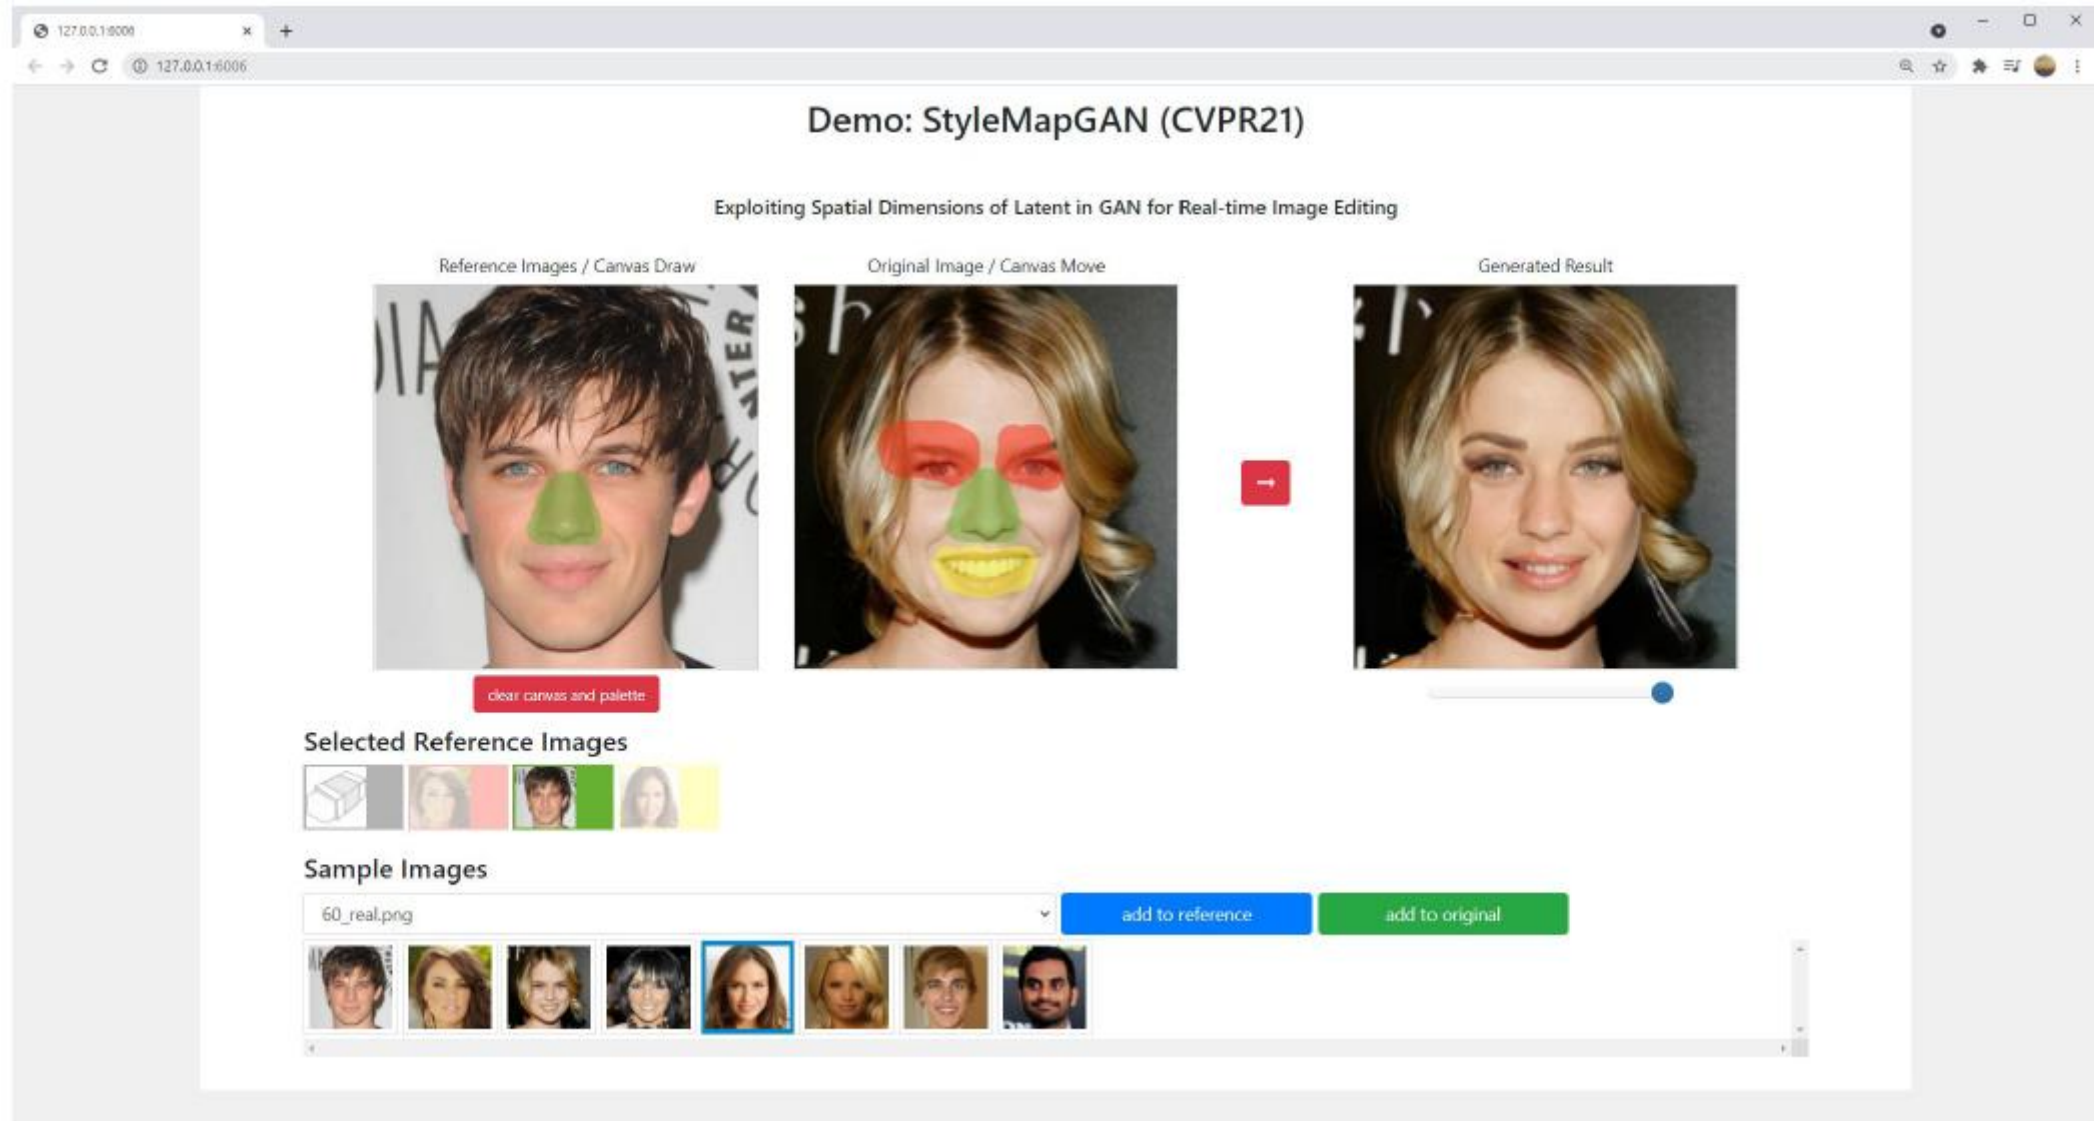 127.0.0.1:6006
127.0.0.1:6006
Demo: StyleMapGAN (CVPR21)
Exploiting Spatial Dimensions of Latent in GAN for Real-time Image Editing
Reference Images / Canvas Draw
Original Image / Canvas Move
Generated Result
clear canvas and palette
Selected Reference Images
Sample Images
60_real.png
add to reference
add to original